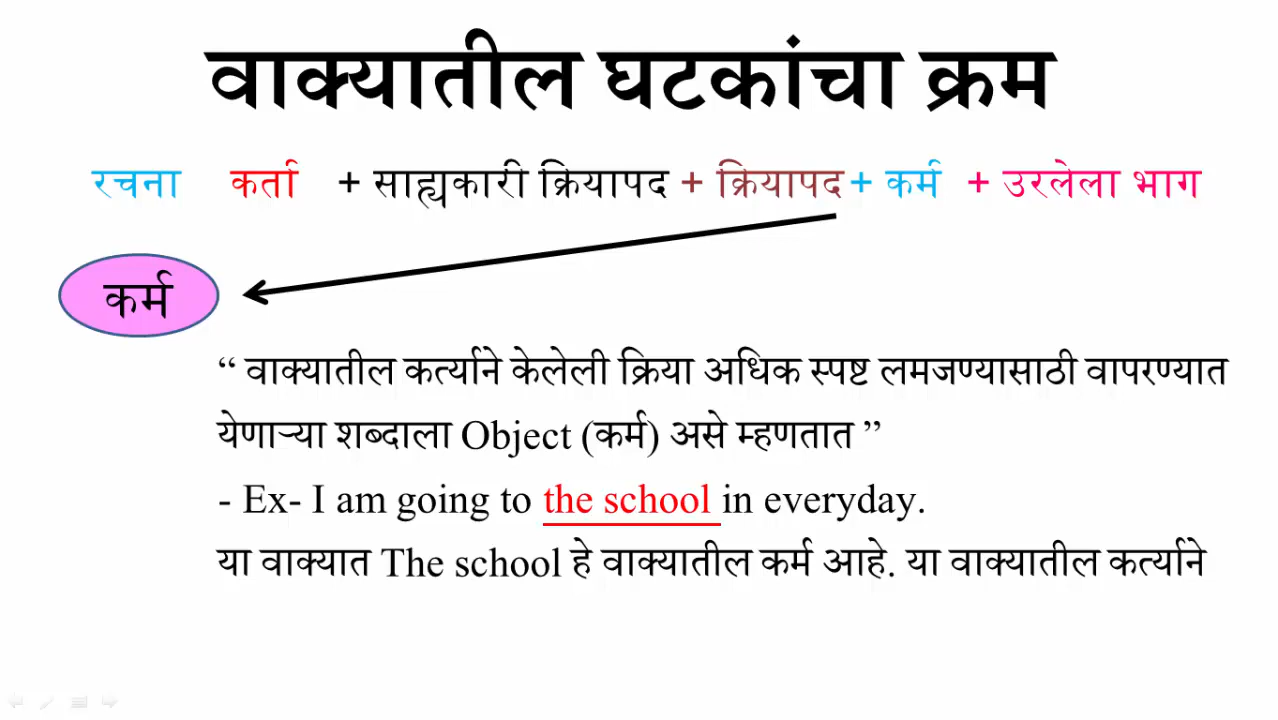 वाक्यातील घटकांचा क्रम
रचना कर्ता + साह्यकारी क्रियापद + क्रियापद + कर्म + उरलेला भाग
कर्म
“ वाक्यातील कर्त्याने केलेली क्रिया अधिक स्पष्ट लमजण्यासाठी वापरण्यात
येणाऱ्या शब्दाला Object (कर्म) असे म्हणतात ”
- Ex- I am going to the school in everyday.
या वाक्यात The school हे वाक्यातील कर्म आहे. या वाक्यातील कर्त्याने